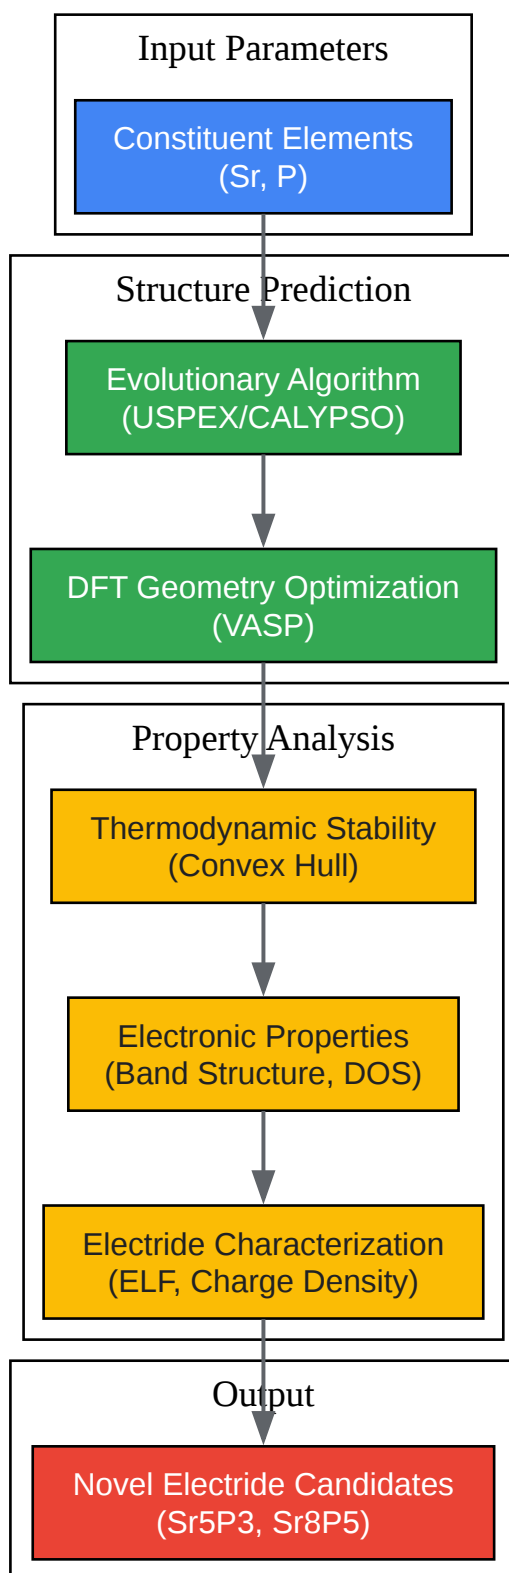 Input Parameters
Constituent Elements
(Sr, P)
Structure Prediction
Evolutionary Algorithm
(USPEX/CALYPSO)
DFT Geometry Optimization
(VASP)
Property Analysis
Thermodynamic Stability
(Convex Hull)
Electronic Properties
(Band Structure, DOS)
Electride Characterization
(ELF, Charge Density)
Output
Novel Electride Candidates
(Sr5P3, Sr8P5)